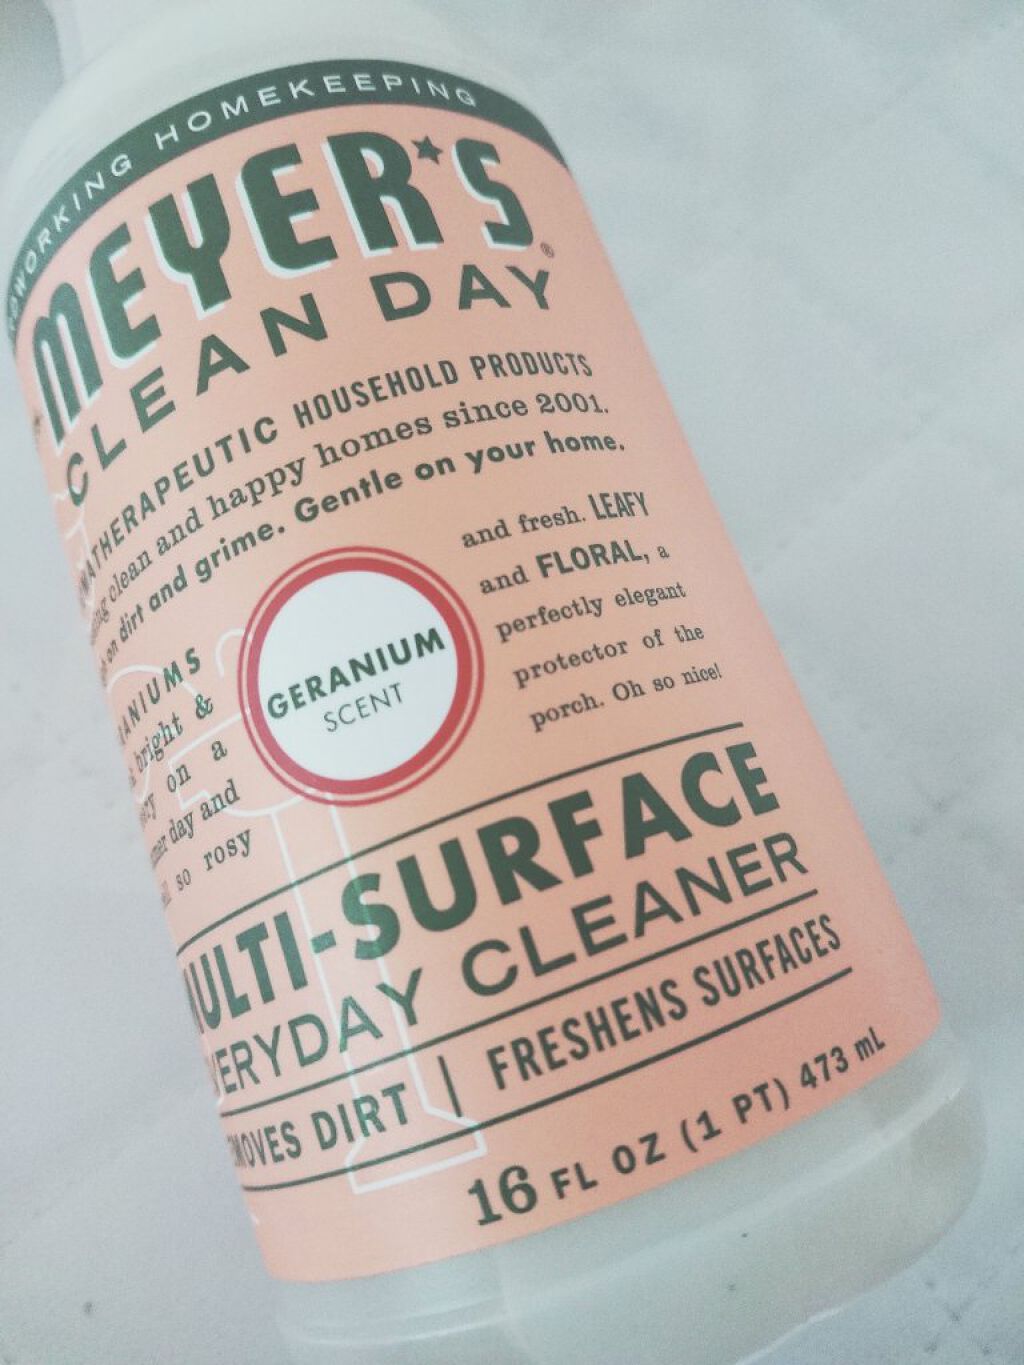 HOMEKEEPING
MEYER'S®
CLEAN DAY
HOUSEHOLD PRODUCTS
clean and happy homes since 2001.
on dirt and grime. Gentle on your home.
bright &
on a
day and
so rosy
GERANIUM
SCENT
and fresh. LEAFY
and FLORAL, a
perfectly elegant
protector of the
porch. Oh so nice!
MULTI-SURFACE
EVERYDAY CLEANER
REMOVES DIRT | FRESHENS SURFACES
16 FL OZ (1 PT) 473 mL